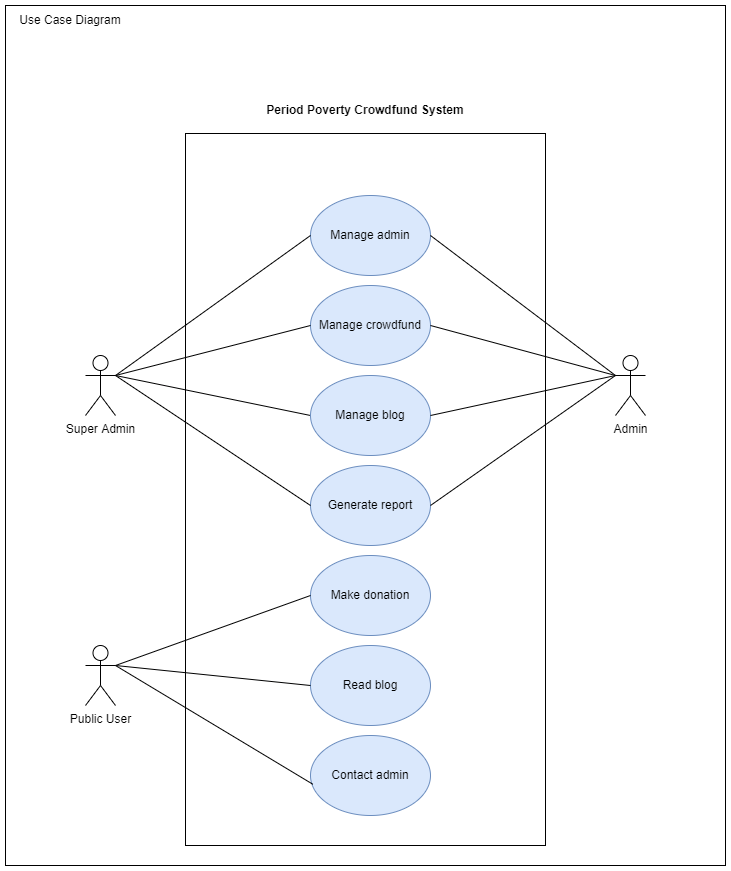 Use Case Diagram
Period Poverty Crowdfund System
Manage admin
Manage crowdfund
Super Admin
Admin
Manage blog
Generate report
Make donation
Public User
Read blog
Contact admin